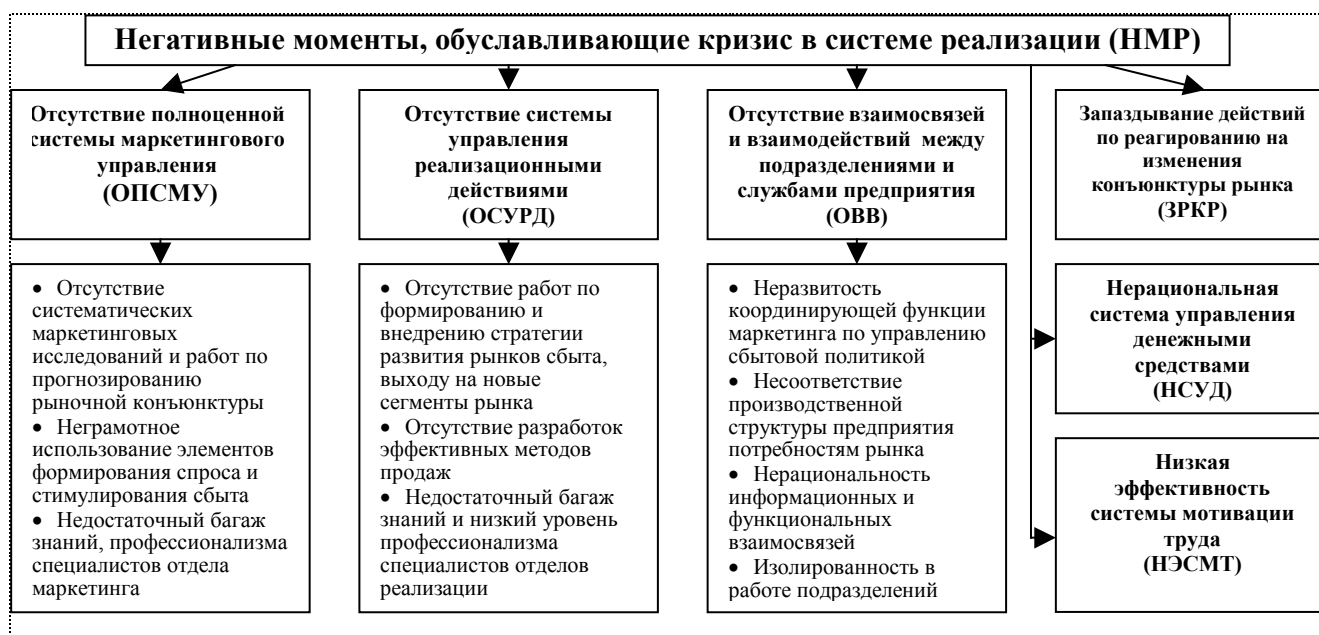 Негативные моменты, обуславливающие кризис в системе реализации (НМР)
Отсутствие полноценной
системы маркетингового
управления
(ОПСМУ)
Отсутствие системы
управления
реализационными
действиями
(ОСУРД)
Отсутствие взаимосвязей
и взаимодействий между
подразделениями и
службами предприятия
(ОВВ)
Запаздывание действий
по реагированию на
изменения
конъюнктуры рынка
(ЗРКР)
• Отсутствие
систематических
маркетинговых
исследований и работ по
прогнозированию
рыночной конъюнктуры
• Неграмотное
использование элементов
формирования спроса и
стимулирования сбыта
• Недостаточный багаж
знаний, профессионализма
специалистов отдела
маркетинга
• Отсутствие работ по
формированию и
внедрению стратегии
развития рынков сбыта,
выходу на новые
сегменты рынка
• Отсутствие разработок
эффективных методов
продаж
• Недостаточный багаж
знаний и низкий уровень
профессионализма
специалистов отделов
реализации
• Неразвитость
координирующей функции
маркетинга по управлению
сбытовой политикой
• Несоответствие
производственной
структуры предприятия
потребностям рынка
• Нерациональность
информационных и
функциональных
взаимосвязей
• Изолированность в
работе подразделений
Нерациональная
система управления
денежными
средствами
(НСУД)
Низкая
эффективность
системы мотивации
труда
(НЭСМТ)